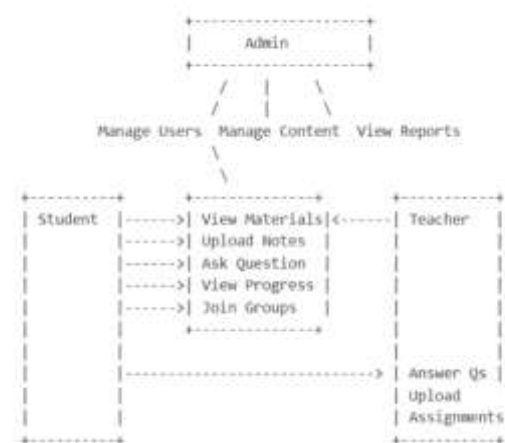 Admin
Manage Users Manage Content View Reports
Student View Materials Teacher
Upload Notes
Ask Question
View Progress
Join Groups
Answer Qs
Upload
Assignments